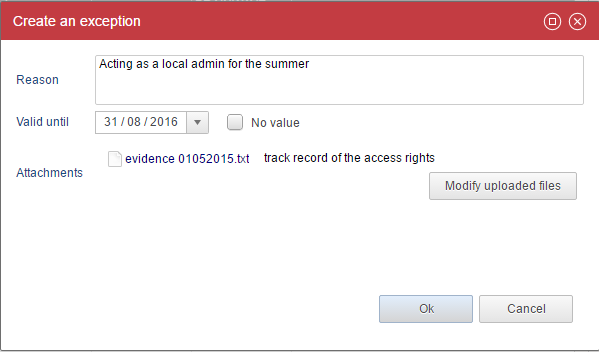 Create an exception
Reason
Acting as a local admin for the summer
Valid until
31 / 08 / 2016
No value
Attachments
evidence 01052015.txt track record of the access rights
Modify uploaded files
Ok
Cancel